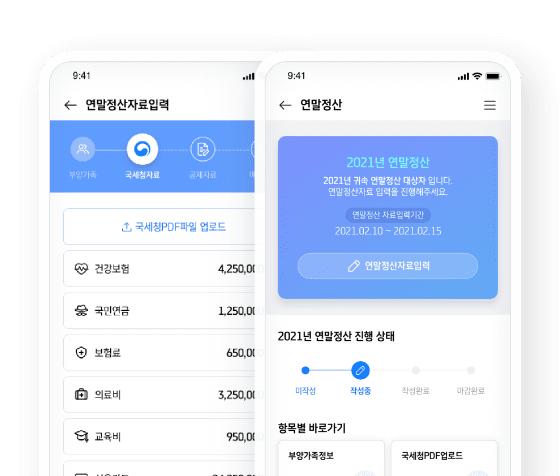 9:41
연말정산자료입력
부양가족
국세청자료
공제자료
국세청PDF파일 업로드
건강보험
4,250,00
국민연금
1,250,00
보험료
650,00
의료비
3,250,00
교육비
950,00
9:41
연말정산
2021년 연말정산
2021년 귀속 연말정산 대상자 입니다.
연말정산자료 입력을 진행해주세요.
연말정산 자료입력기간
2021.02.10 ~ 2021.02.15
연말정산자료입력
2021년 연말정산 진행 상태
미작성
작성중
작성완료
마감완료
항목별 바로가기
부양가족정보
국세청PDF업로드